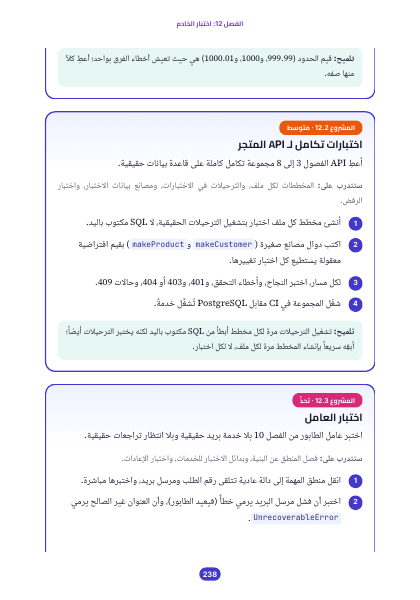 الفصل 12: اختبار الخادم
تلميح: قيم الحدود (999.99، و1000، و1000.01) هي حيث تعيش أخطاء الفرق بواحد؛ أعطِ كلاً
منها صفه.
المشروع 12.2 · متوسط
اختبارات تكامل لـ API المتجر
أعطِ API الفصول 3 إلى 8 مجموعة تكامل كاملة على قاعدة بيانات حقيقية.
ستتدرب على: المخططات لكل ملف، والترحيلات في الاختبارات، ومصانع بيانات الاختبار، واختبار
الرفض.
1 أنشئ مخطط كل ملف اختبار بتشغيل الترحيلات الحقيقية، لا SQL مكتوب باليد.
2 اكتب دوال مصانع صغيرة (makeCustomer و makeProduct) بقيم افتراضية
معقولة يستطيع كل اختبار تغييرها.
3 لكل مسار، اختبر النجاح، وأخطاء التحقق، و401، و403 أو 404، وحالات 409.
4 شغّل المجموعة في CI مقابل PostgreSQL تُشغَّل خدمةً.
تلميح: تشغيل الترحيلات مرة لكل مخطط أبطأ من SQL مكتوب باليد لكنه يختبر الترحيلات أيضاً؛
أبقِه سريعاً بإنشاء المخطط مرة لكل ملف، لا لكل اختبار.
المشروع 12.3 · تحدٍّ
اختبار العامل
اختبر عامل الطابور من الفصل 10 بلا خدمة بريد حقيقية وبلا انتظار تراجعات حقيقية.
ستتدرب على: فصل المنطق عن البنية، وبدائل الاختبار للخدمات، واختبار الإعادات.
1 انقل منطق المهمة إلى دالة عادية تتلقى رقم الطلب ومرسل بريد، واختبرها مباشرة.
2 اختبر أن فشل مرسل البريد يرمي خطأً (فيعيد الطابور)، وأن العنوان غير الصالح يرمي
UnrecoverableError.
238